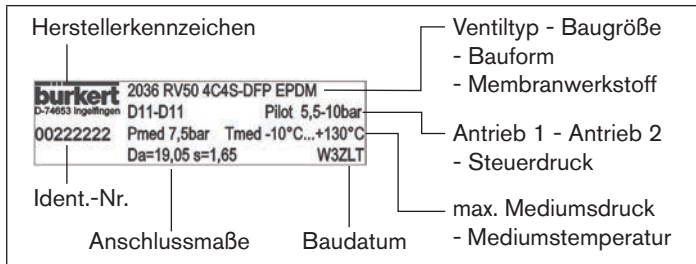 Herstellerkennzeichen
bürkert
D-74653 Ingelfingen
00222222
2036 RV50 4C4S-DFP EPDM
D11-D11 Pilot 5,5-10bar
Pmed 7,5bar Tmed -10°C...+130°C
Da=19,05 s=1,65 W3ZLT
Ident.-Nr.
Anschlussmaße
Baudatum
Ventiltyp - Baugröße
- Bauform
- Membranwerkstoff
Antrieb 1 - Antrieb 2
- Steuerdruck
max. Mediumsdruck
- Mediumstemperatur